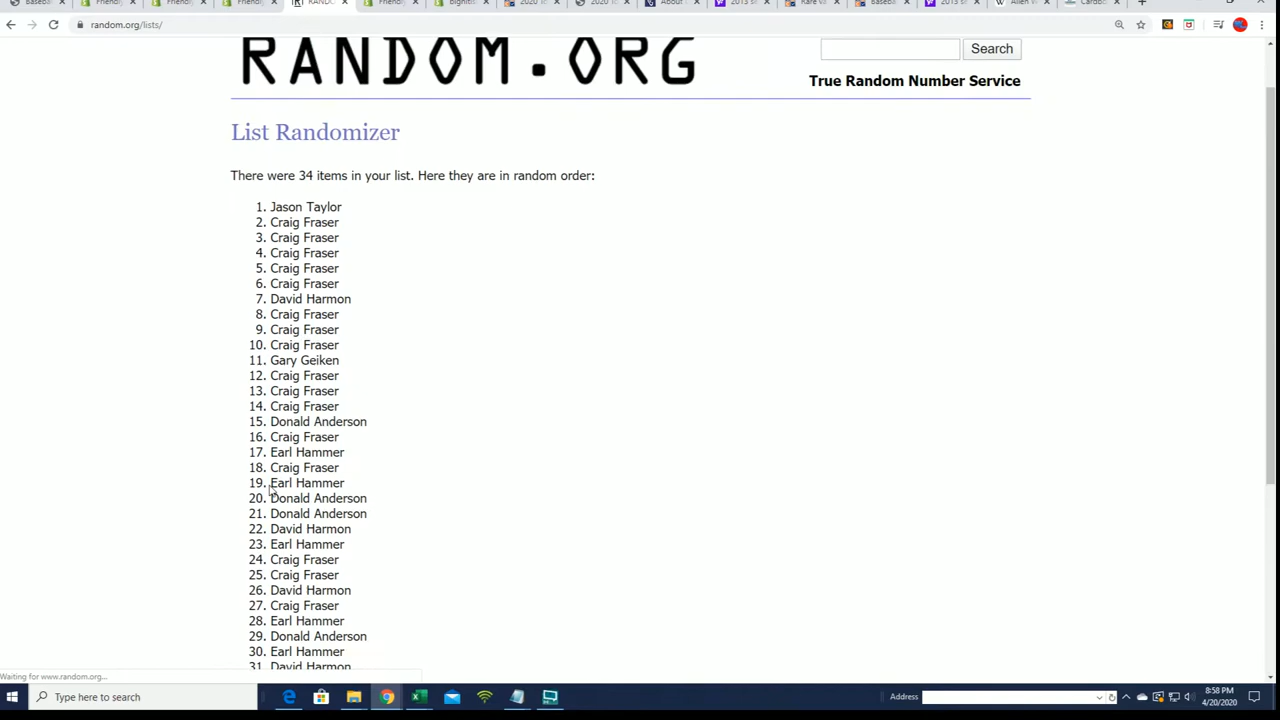 random.org/lists/
RANDOM.ORG
Search
True Random Number Service
List Randomizer
There were 34 items in your list. Here they are in random order:
1. Jason Taylor
2. Craig Fraser
3. Craig Fraser
4. Craig Fraser
5. Craig Fraser
6. Craig Fraser
7. David Harmon
8. Craig Fraser
9. Craig Fraser
10. Craig Fraser
11. Gary Geiken
12. Craig Fraser
13. Craig Fraser
14. Craig Fraser
15. Donald Anderson
16. Craig Fraser
17. Earl Hammer
18. Craig Fraser
19. Earl Hammer
20. Donald Anderson
21. Donald Anderson
22. David Harmon
23. Earl Hammer
24. Craig Fraser
25. Craig Fraser
26. David Harmon
27. Craig Fraser
28. Earl Hammer
29. Donald Anderson
30. Earl Hammer
31. David Harmon
Waiting for www.random.org...
Type here to search
Address
8:58 PM
4/20/2020